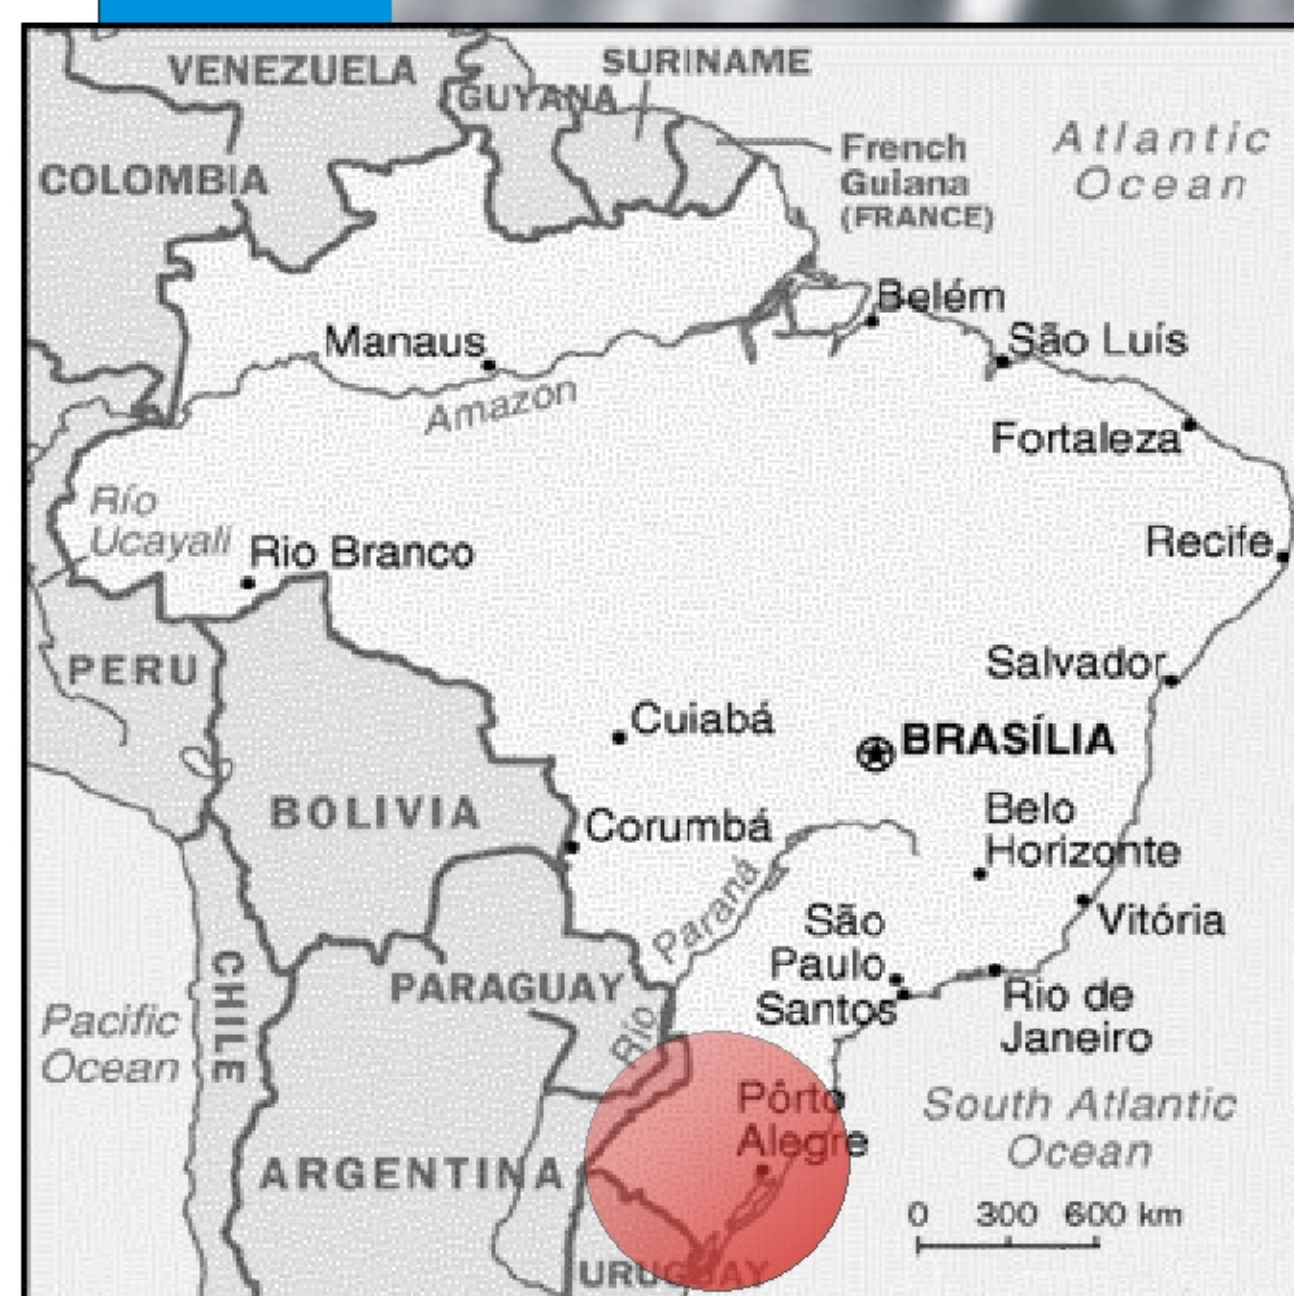 VENEZUELA
SURINAME
GUYANA
COLOMBIA
French
Guiana
(FRANCE)
Atlantic
Ocean
Belém
São Luís
Manaus
Amazon
Fortaleza
Río
Ucayali
Rio Branco
Recife
PERU
Salvador
Cuiabá
BRASÍLIA
BOLIVIA
Corumbá
Belo
Horizonte
Paraná
São
Paulo
Santos
Vitória
CHILE
PARAGUAY
Rio de
Janeiro
Pacific
Ocean
Río
Pôrto
Alegre
South Atlantic
Ocean
ARGENTINA
0 300 600 km
URUGUAY